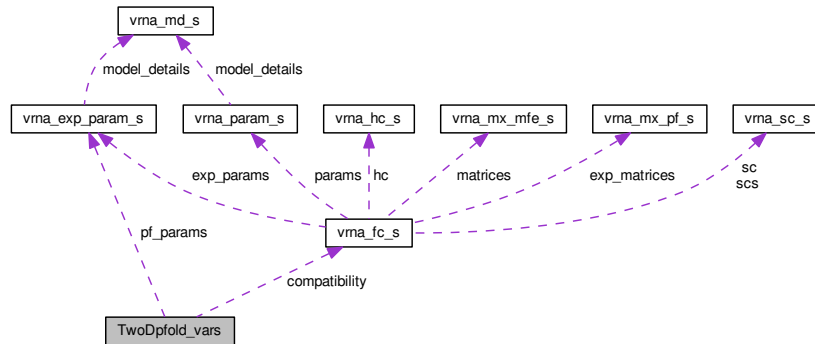 vrna_md_s
model_details
model_details
vrna_exp_param_s
vrna_param_s
vrna_hc_s
vrna_mx_mfe_s
vrna_mx_pf_s
vrna_sc_s
exp_params
params
hc
matrices
exp_matrices
sc
scs
pf_params
vrna_fc_s
compatibility
TwoDpfold_vars